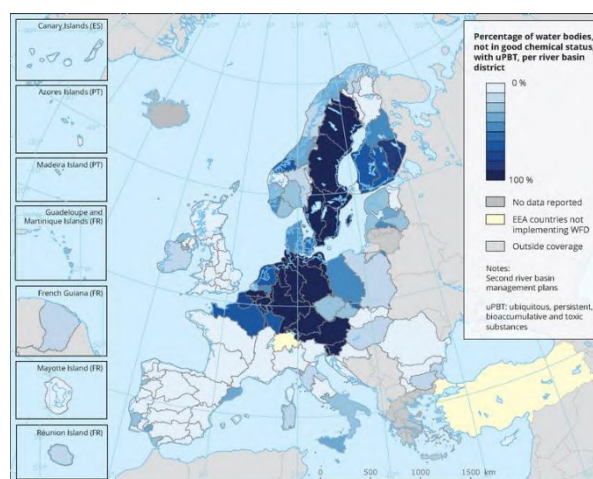 Canary Islands (ES)
Azores Islands (PT)
Madeira Island (PT)
Guadeloupe and
Martinique Islands (FR)
French Guiana (FR)
Mayotte Island (FR)
Réunion Island (FR)
Percentage of water bodies,
not in good chemical status,
with uPBT, per river basin
district
0 %
100 %
No data reported
EEA countries not
implementing WFD
Outside coverage
Notes:
Second river basin
management plans
uPBT: ubiquitous, persistent,
bioaccumulative and toxic
substances
0 500 1000 1500 km